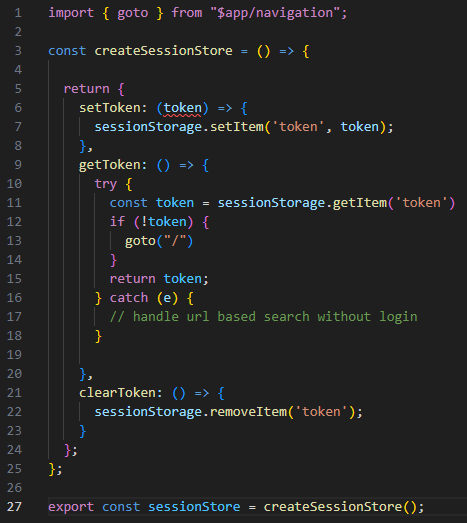 1 import { goto } from "$app/navigation";
2
3 const createSessionStore = () => {
4
5   return {
6     setToken: (token) => {
7       sessionStorage.setItem('token', token);
8     },
9     getToken: () => {
10       try {
11         const token = sessionStorage.getItem('token')
12         if (!token) {
13           goto("/")
14         }
15         return token;
16       } catch (e) {
17         // handle url based search without login
18       }
19
20     },
21     clearToken: () => {
22       sessionStorage.removeItem('token');
23     }
24   };
25 };
26
27 export const sessionStore = createSessionStore();